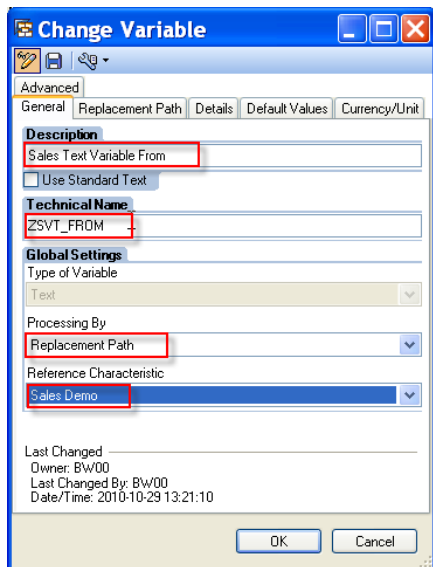 Change Variable
Advanced
General Replacement Path Details Default Values Currency/Unit
Description
Sales Text Variable From
Use Standard Text
Technical Name
ZSVT_FROM
Global Settings
Type of Variable
Text
Processing By
Replacement Path
Reference Characteristic
Sales Demo
Last Changed
Owner: BW00
Last Changed By: BW00
Date/Time: 2010-10-29 13:21:10
OK Cancel